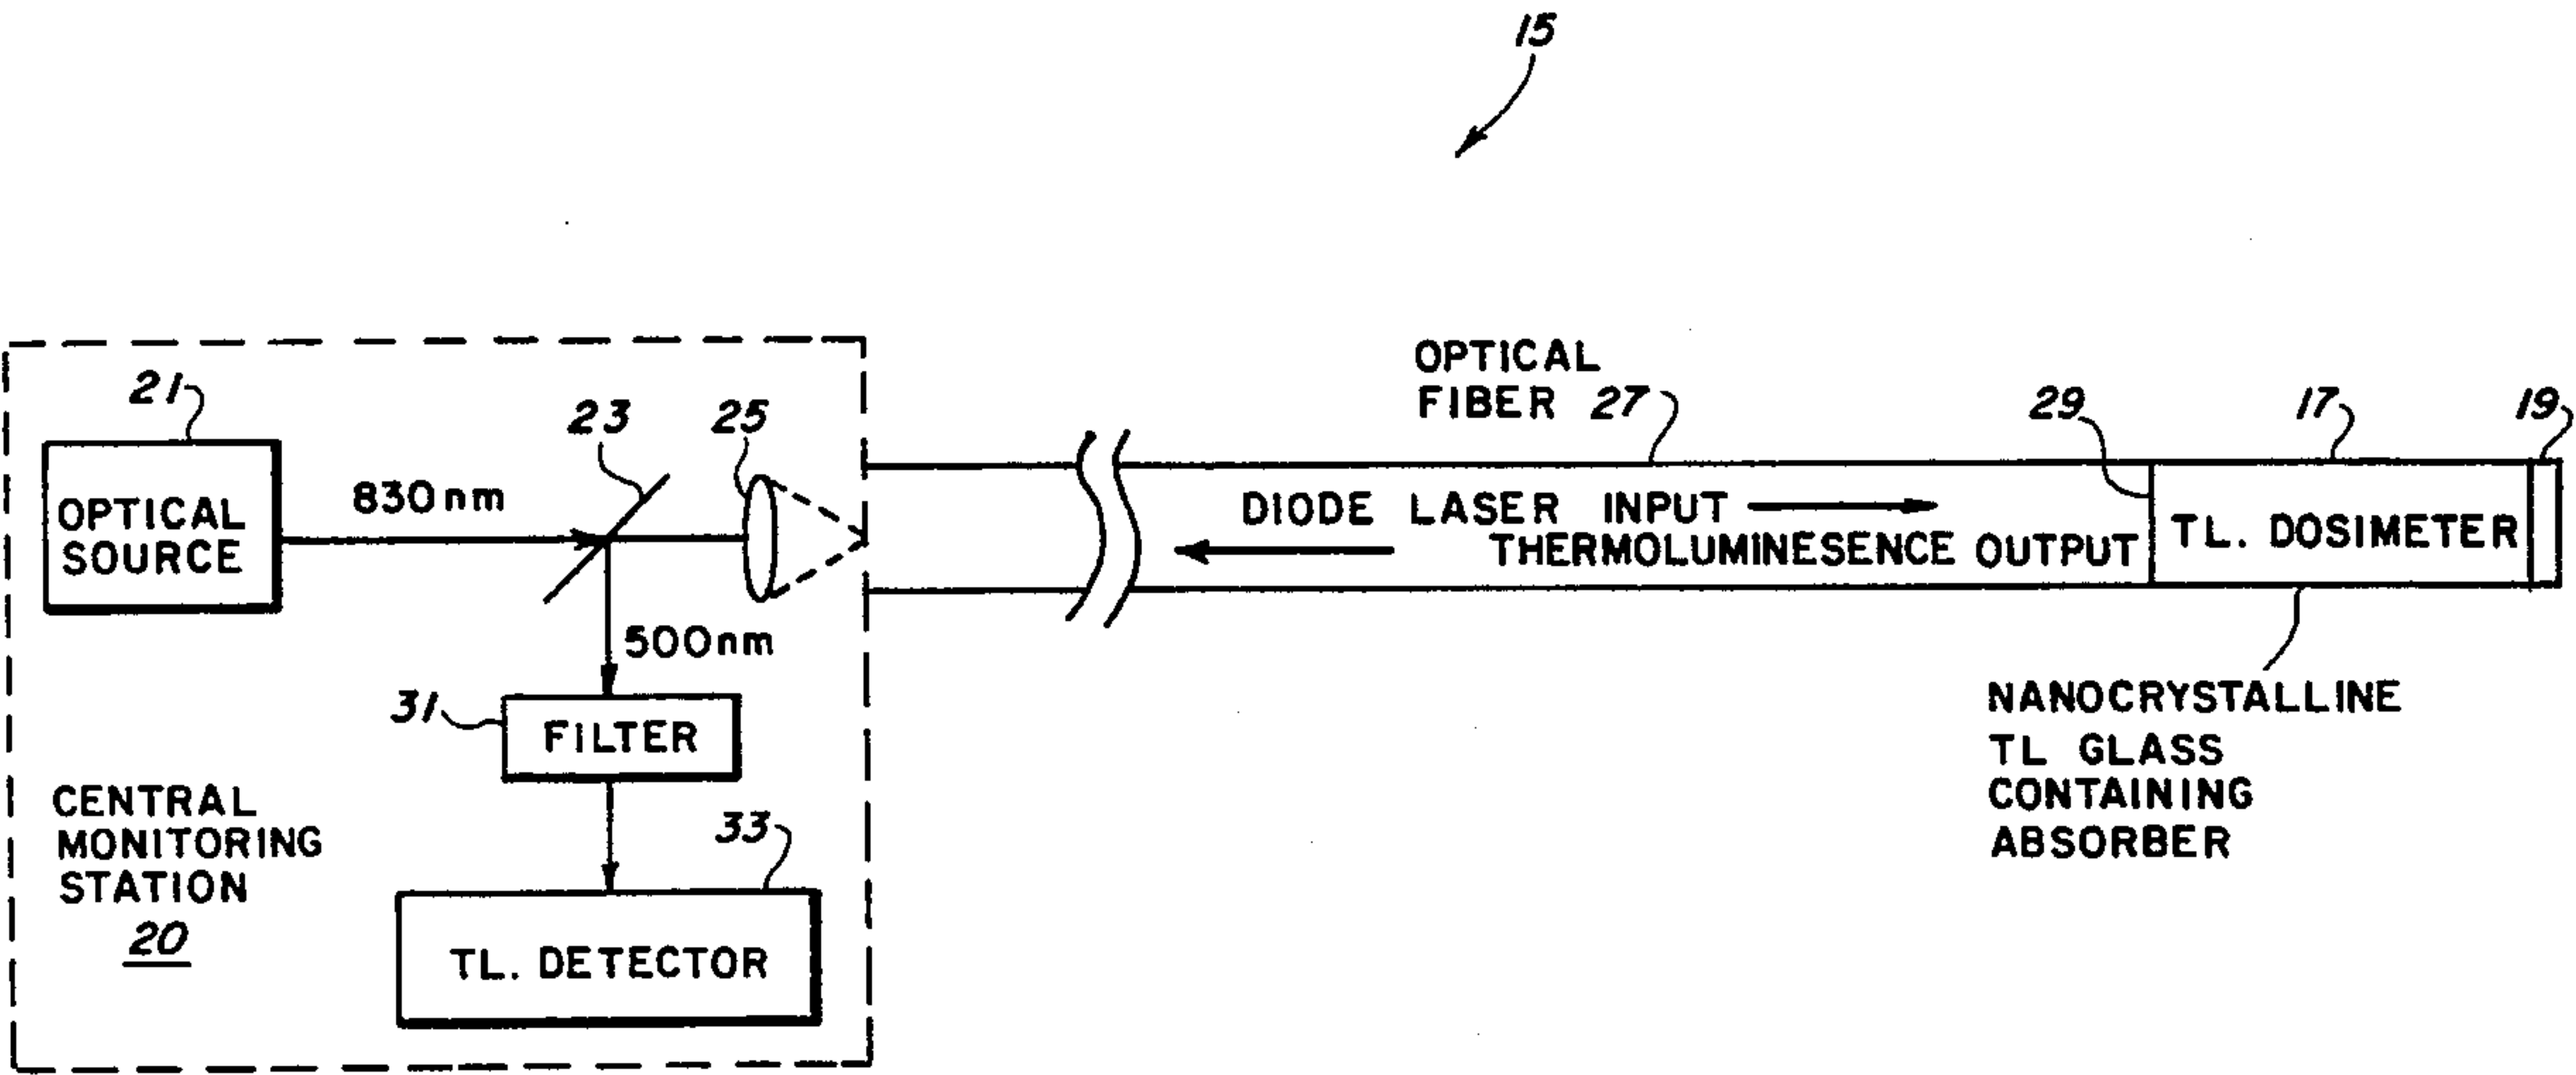 15
21
OPTICAL
SOURCE
830nm
23
25
500nm
31
FILTER
33
TL. DETECTOR
CENTRAL
MONITORING
STATION
20
OPTICAL
FIBER 27
DIODE LASER INPUT
THERMOLUMINESENCE OUTPUT
29
17
19
TL. DOSIMETER
NANOCRYSTALLINE
TL GLASS
CONTAINING
ABSORBER